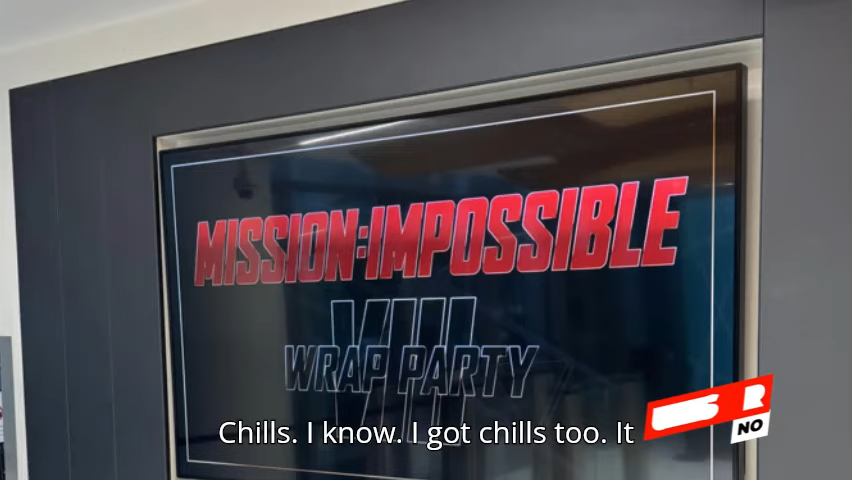 MISSION:IMPOSSIBLE
VIII
WRAP PARTY
Chills. I know. I got chills too. It
NO